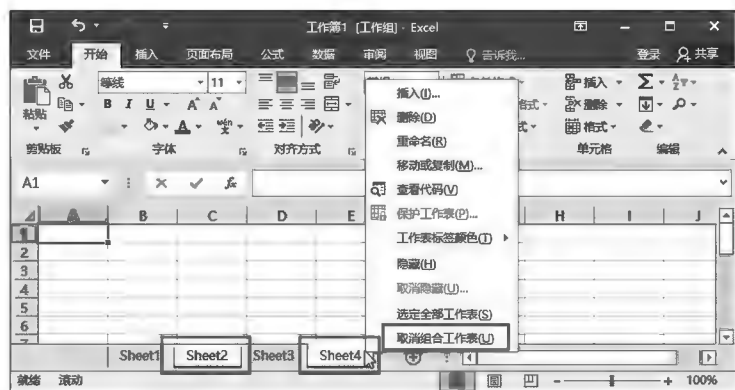 工作簿1 [工作组] - Excel
文件 开始 插入 页面布局 公式 数据 审阅 视图 告诉我... 登录 共享
粘贴
等线 11
B I U A A
wén 文
剪贴板 字体 对齐方式
插入
删除
格式
单元格 编辑
插入(I)...
删除(D)
重命名(R)
移动或复制(M)...
查看代码(V)
保护工作表(P)...
工作表标签颜色(T)
隐藏(H)
取消隐藏(U)...
选定全部工作表(S)
取消组合工作表(U)
A1 fx
A B C D E H I J
1
2
3
4
5
6
Sheet1 Sheet2 Sheet3 Sheet4
就绪 滚动 100%